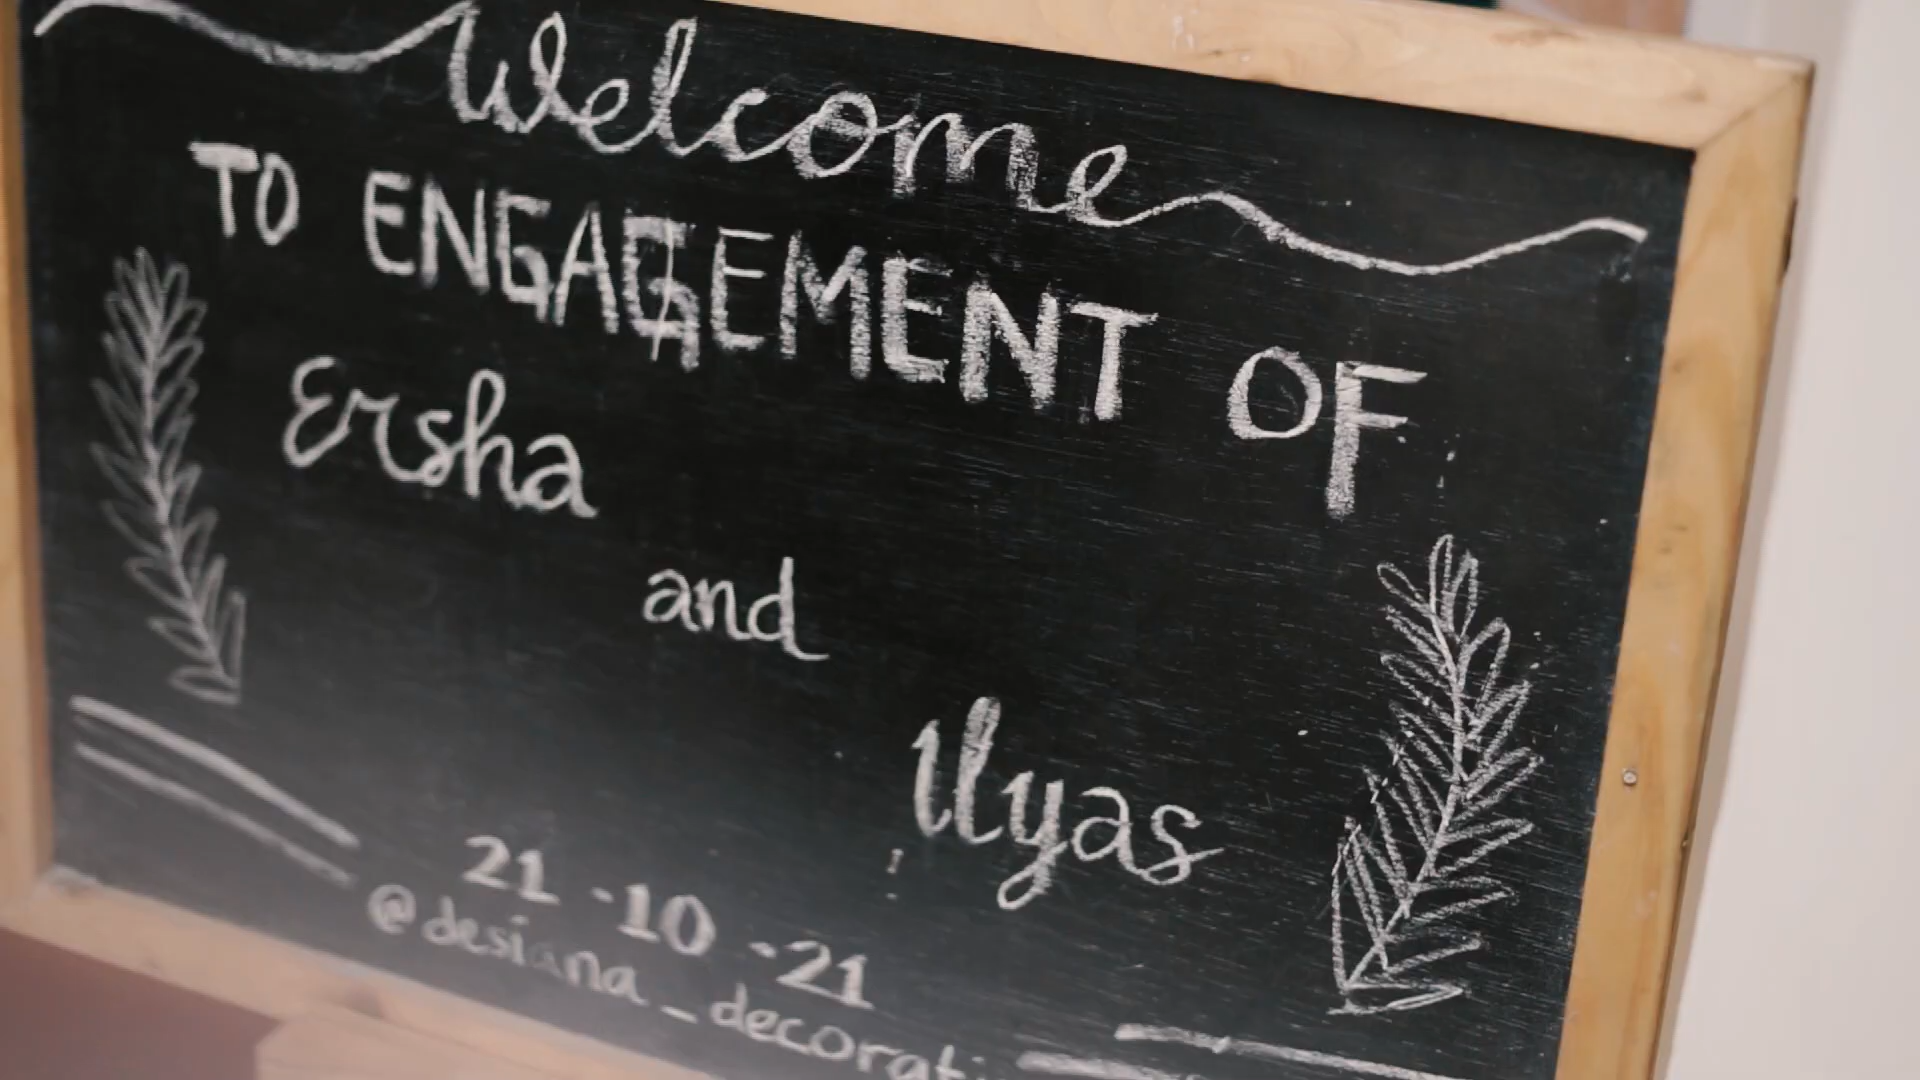 Welcome
TO ENGAGEMENT OF
Ersha
and
Ilyas
21-10-21